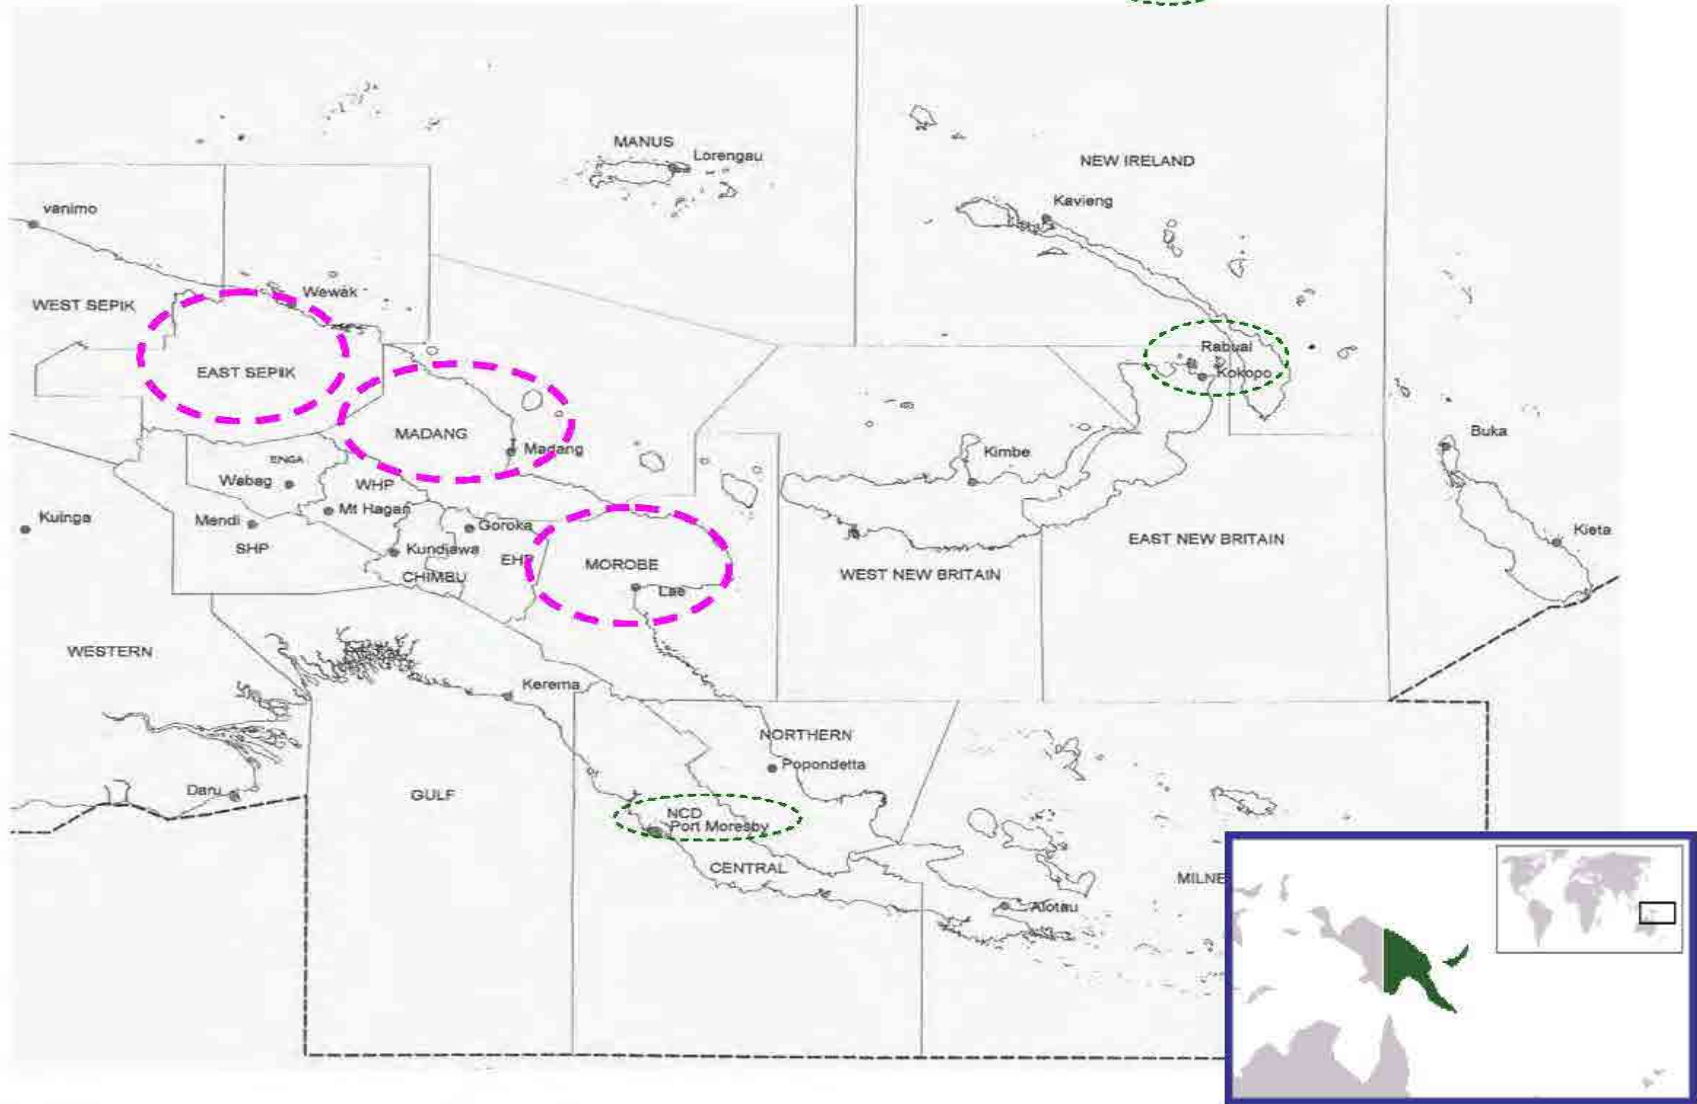 MANUS
Lorengau
NEW IRELAND
vanimo
Kavieng
Wewak
WEST SEPIK
Rabual
EAST SEPIK
Kokopo
MADANG
Buka
Madang
Kimbe
ENGA
Wabag
WHP
Mt Hagan
Kuinga
Mendi
Goroka
Kieta
SHP
Kundjawa
EHP
MOROBE
EAST NEW BRITAIN
CHIMBU
Lae
WEST NEW BRITAIN
WESTERN
Kerema
NORTHERN
Popondetta
Daru
GULF
NCD
Port Moresby
CENTRAL
MILNE
Alotau